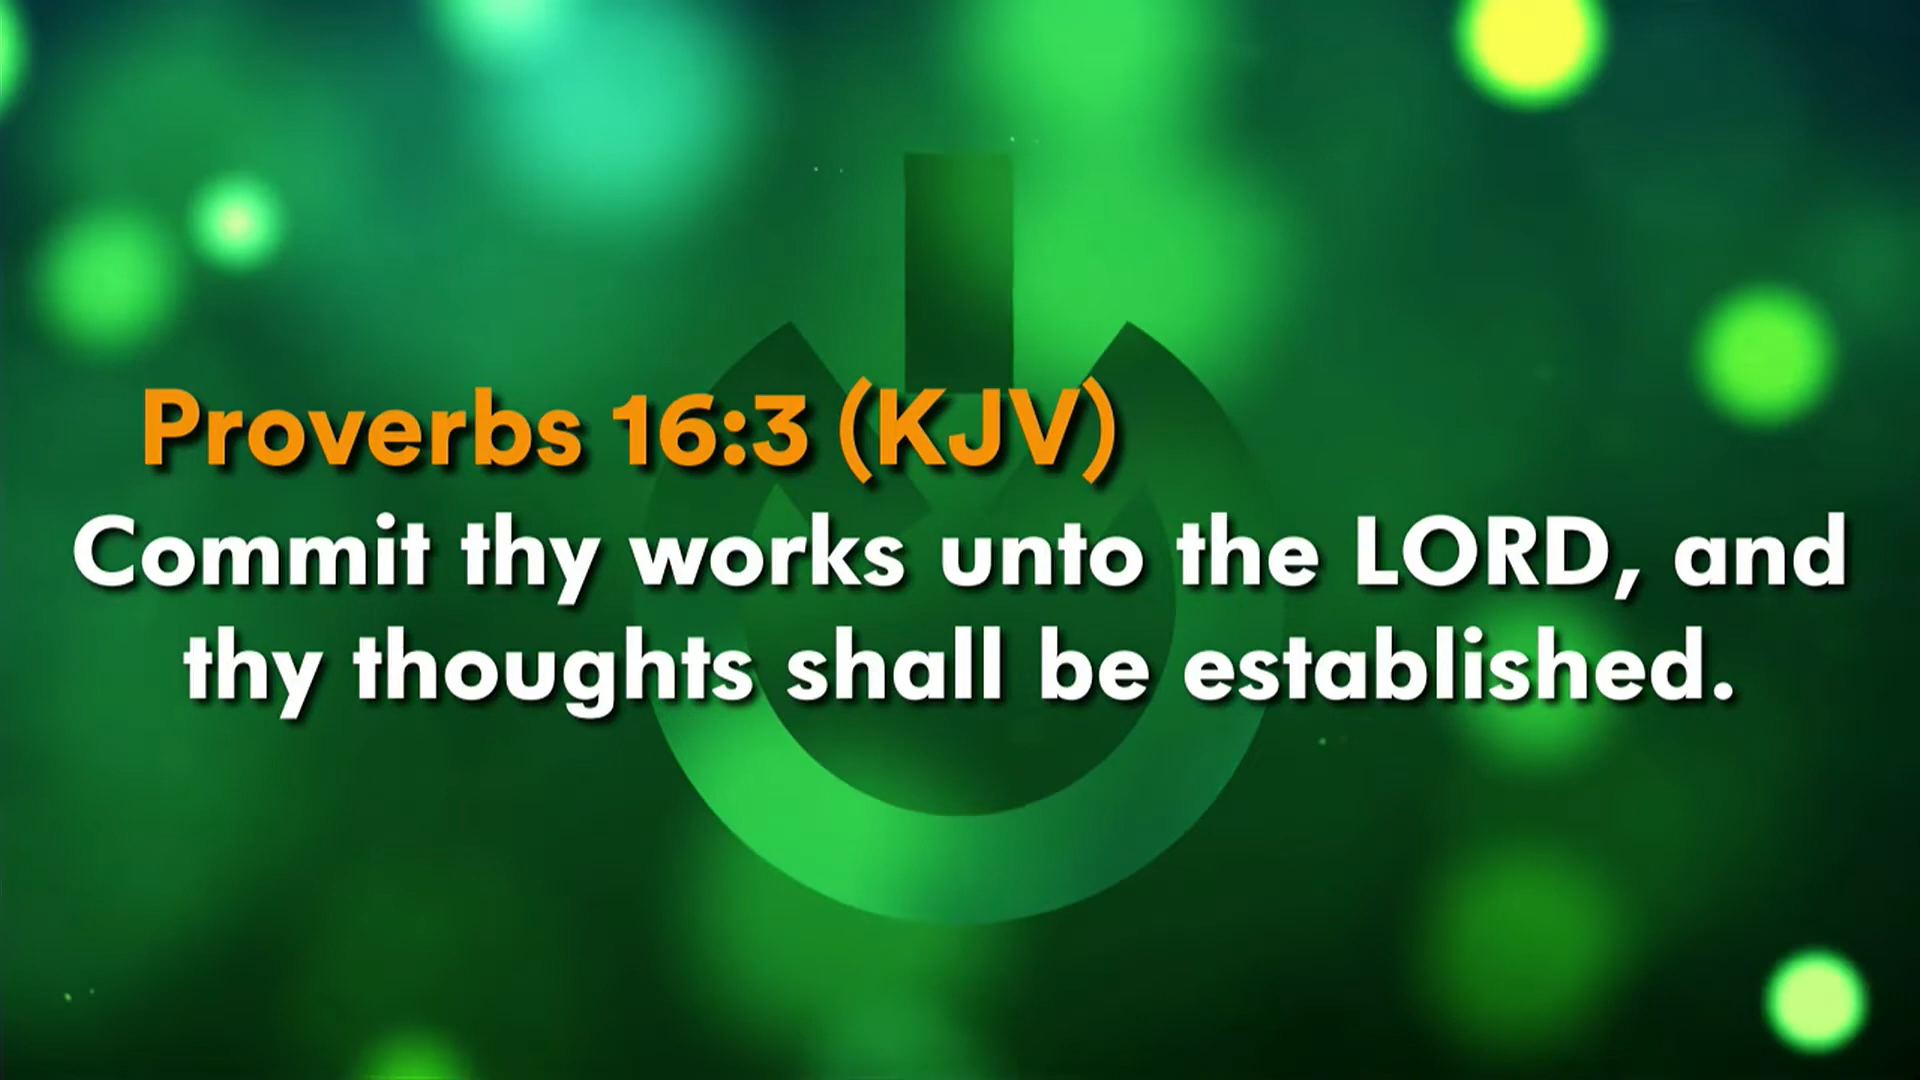 Proverbs 16:3 (KJV)
Commit thy works unto the LORD, and
thy thoughts shall be established.